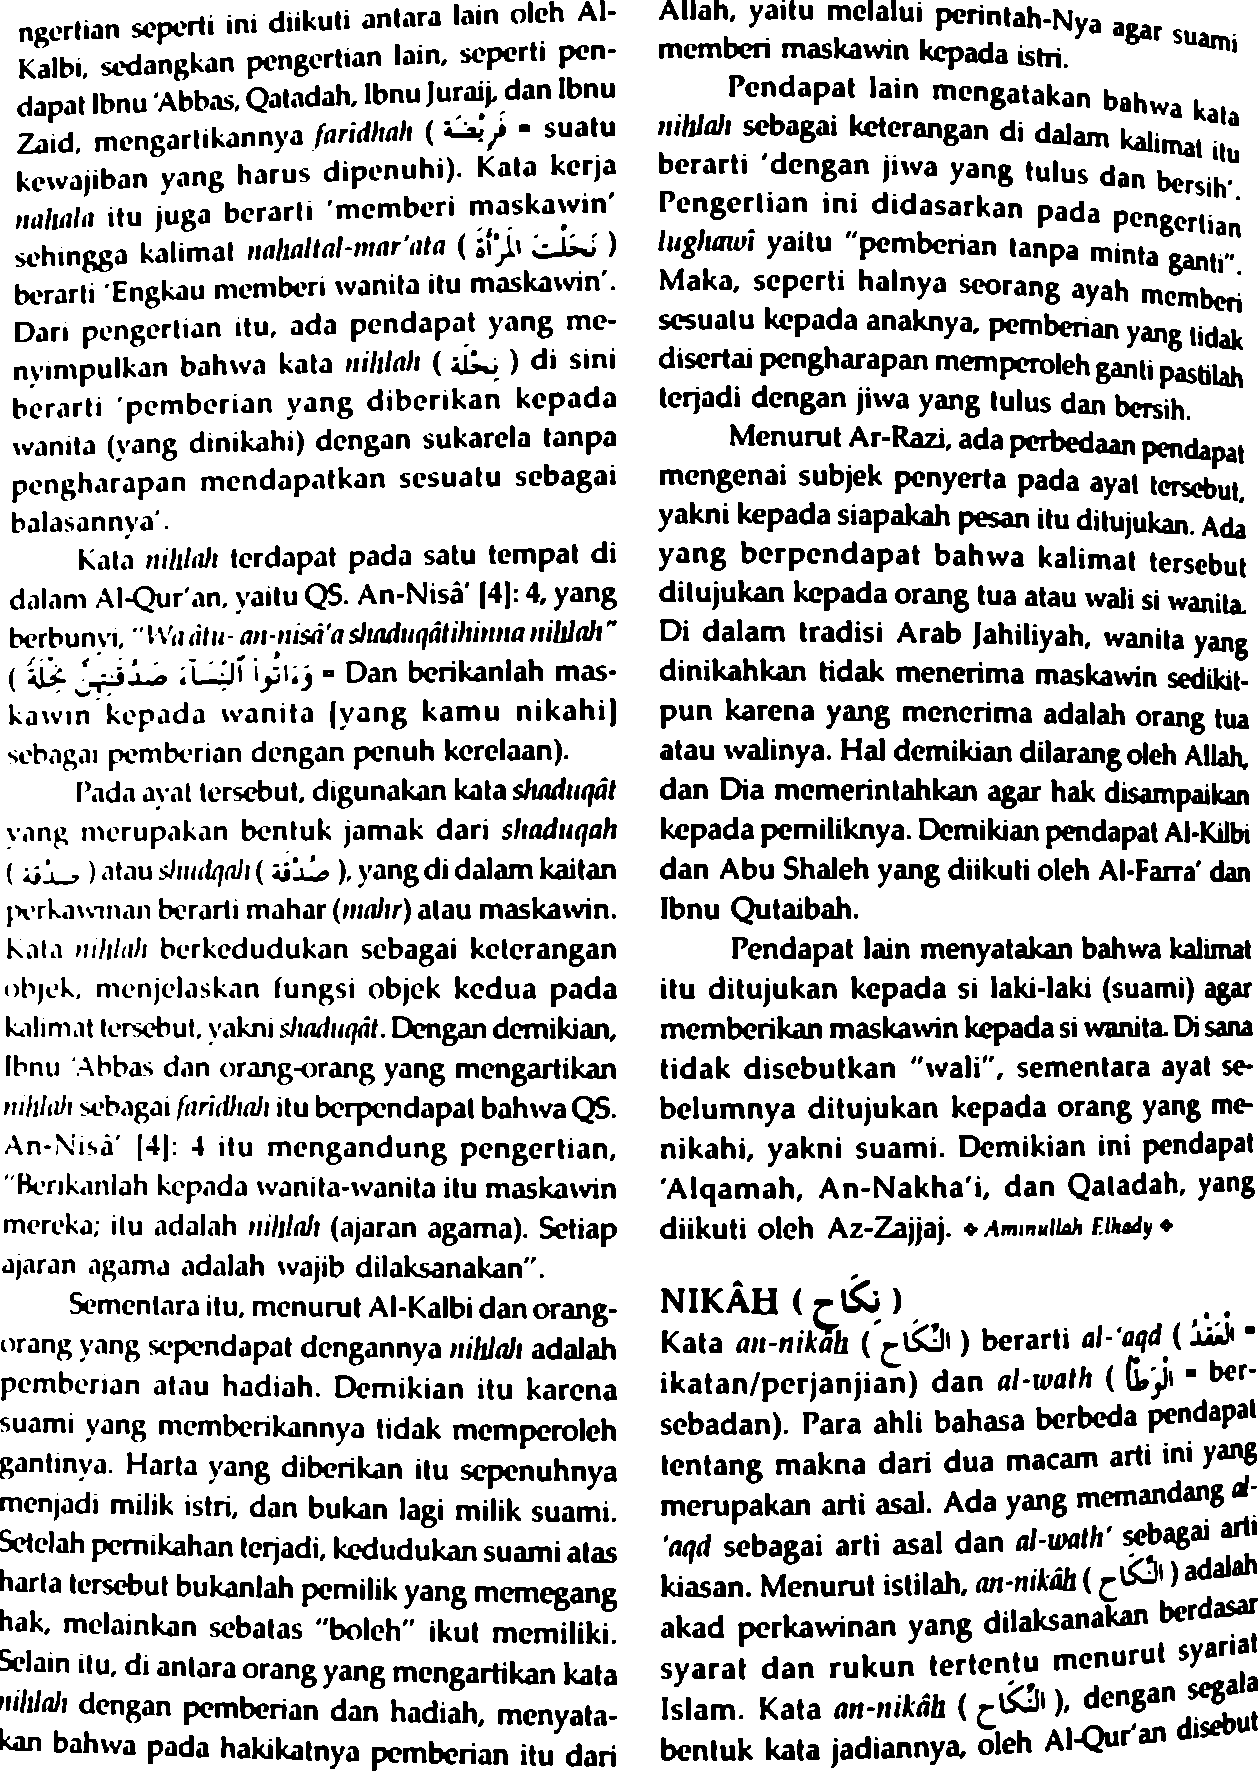 ngertian seperti ini diikuti antara lain oleh Al-
Kalbi, sedangkan pengertian lain, seperti pen-
dapat Ibnu 'Abbas, Qatadah, Ibnu Juraij, dan Ibnu
Zaid, mengartikannya faridhah ( فَرِيْضَة = suatu
kewajiban yang harus dipenuhi). Kata kerja
nahala itu juga berarti 'memberi maskawin'
sehingga kalimat nahaltal-mar'ata ( نَحَلْتَ الْمَرْأَةَ )
berarti 'Engkau memberi wanita itu maskawin'.
Dari pengertian itu, ada pendapat yang me-
nyimpulkan bahwa kata nihlah ( نِحْلَة ) di sini
berarti 'pemberian yang diberikan kepada
wanita (yang dinikahi) dengan sukarela tanpa
pengharapan mendapatkan sesuatu sebagai
balasannya'.
Kata nihlah terdapat pada satu tempat di
dalam Al-Qur'an, yaitu QS. An-Nisâ' [4]: 4, yang
berbunyi, "Wa âtu- an-nisâ'a shaduqâtihinna nihlah"
( وَءَاتُوا۟ ٱلنِّسَآءَ صَدُقَٰتِهِنَّ نِحْلَةً = Dan berikanlah mas-
kawin kepada wanita [yang kamu nikahi]
sebagai pemberian dengan penuh kerelaan).
Pada ayat tersebut, digunakan kata shaduqât
yang merupakan bentuk jamak dari shaduqah
( صَدُقَة ) atau shudqah ( صُدْقَة ), yang di dalam kaitan
perkawinan berarti mahar (mahr) atau maskawin.
Kata nihlah berkedudukan sebagai keterangan
objek, menjelaskan fungsi objek kedua pada
kalimat tersebut, yakni shaduqât. Dengan demikian,
Ibnu 'Abbas dan orang-orang yang mengartikan
nihlah sebagai faridhah itu berpendapat bahwa QS.
An-Nisâ' [4]: 4 itu mengandung pengertian,
"Berikanlah kepada wanita-wanita itu maskawin
mereka; itu adalah nihlah (ajaran agama). Setiap
ajaran agama adalah wajib dilaksanakan".
Sementara itu, menurut Al-Kalbi dan orang-
orang yang sependapat dengannya nihlah adalah
pemberian atau hadiah. Demikian itu karena
suami yang memberikannya tidak memperoleh
gantinya. Harta yang diberikan itu sepenuhnya
menjadi milik istri, dan bukan lagi milik suami.
Setelah pernikahan terjadi, kedudukan suami atas
harta tersebut bukanlah pemilik yang memegang
hak, melainkan sebatas "boleh" ikut memiliki.
Selain itu, di antara orang yang mengartikan kata
nihlah dengan pemberian dan hadiah, menyata-
kan bahwa pada hakikatnya pemberian itu dari
Allah, yaitu melalui perintah-Nya agar suami
memberi maskawin kepada istri.
Pendapat lain mengatakan bahwa kata
nihlah sebagai keterangan di dalam kalimat itu
berarti 'dengan jiwa yang tulus dan bersih'.
Pengertian ini didasarkan pada pengertian
lughawî yaitu "pemberian tanpa minta ganti".
Maka, seperti halnya seorang ayah memberi
sesuatu kepada anaknya, pemberian yang tidak
disertai pengharapan memperoleh ganti pastilah
terjadi dengan jiwa yang tulus dan bersih.
Menurut Ar-Razi, ada perbedaan pendapat
mengenai subjek penyerta pada ayat tersebut,
yakni kepada siapakah pesan itu ditujukan. Ada
yang berpendapat bahwa kalimat tersebut
ditujukan kepada orang tua atau wali si wanita.
Di dalam tradisi Arab Jahiliyah, wanita yang
dinikahkan tidak menerima maskawin sedikit-
pun karena yang menerima adalah orang tua
atau walinya. Hal demikian dilarang oleh Allah,
dan Dia memerintahkan agar hak disampaikan
kepada pemiliknya. Demikian pendapat Al-Kilbi
dan Abu Shaleh yang diikuti oleh Al-Farra' dan
Ibnu Qutaibah.
Pendapat lain menyatakan bahwa kalimat
itu ditujukan kepada si laki-laki (suami) agar
memberikan maskawin kepada si wanita. Di sana
tidak disebutkan "wali", sementara ayat se-
belumnya ditujukan kepada orang yang me-
nikahi, yakni suami. Demikian ini pendapat
'Alqamah, An-Nakha'i, dan Qatadah, yang
diikuti oleh Az-Zajjaj. ❖ Aminullah Elhady ❖
NIKÂH ( نِكَاح )
Kata an-nikâh ( النِّكَاح ) berarti al-'aqd ( الْعَقْد =
ikatan/perjanjian) dan al-wath ( الْوَطْأ = ber-
sebadan). Para ahli bahasa berbeda pendapat
tentang makna dari dua macam arti ini yang
merupakan arti asal. Ada yang memandang al-
'aqd sebagai arti asal dan al-wath' sebagai arti
kiasan. Menurut istilah, an-nikâh ( النِّكَاح ) adalah
akad perkawinan yang dilaksanakan berdasar
syarat dan rukun tertentu menurut syariat
Islam. Kata an-nikâh ( النِّكَاح ), dengan segala
bentuk kata jadiannya, oleh Al-Qur'an disebut